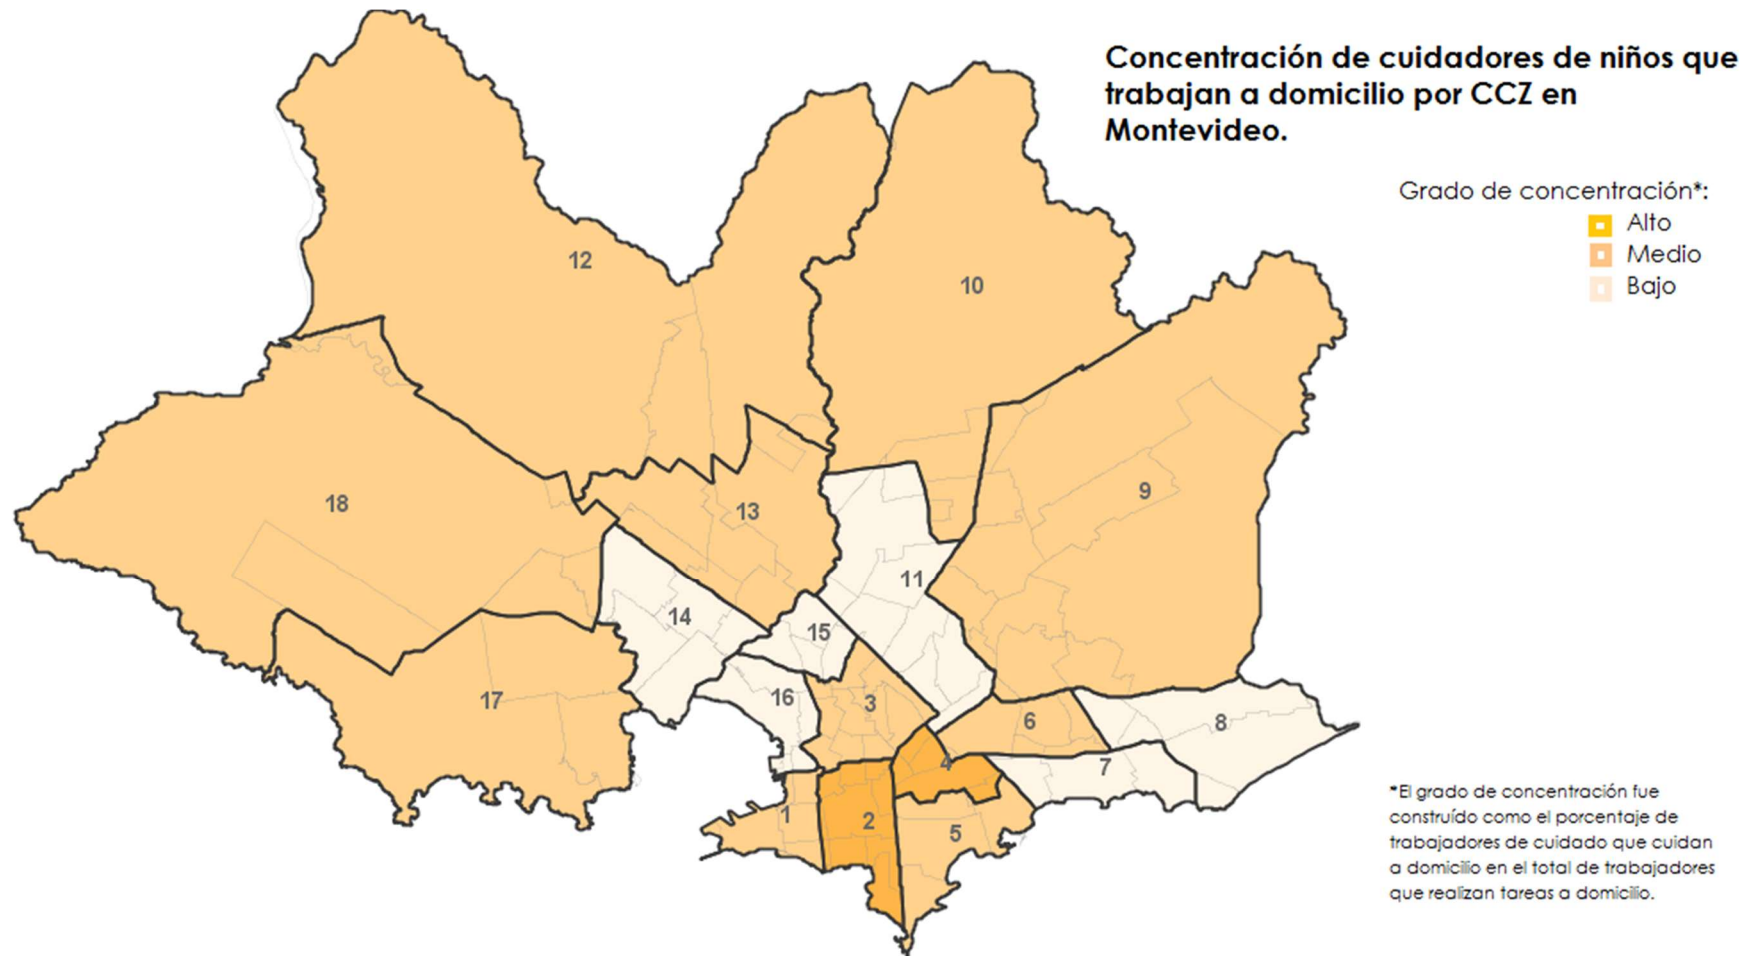 Concentración de cuidadores de niños que
trabajan a domicilio por CCZ en
Montevideo.
Grado de concentración*:
Alto
Medio
Bajo
12
10
18
13
9
11
14
15
17
16
3
6
8
4
7
1
2
5
*El grado de concentración fue
construído como el porcentaje de
trabajadores de cuidado que cuidan
a domicilio en el total de trabajadores
que realizan tareas a domicilio.